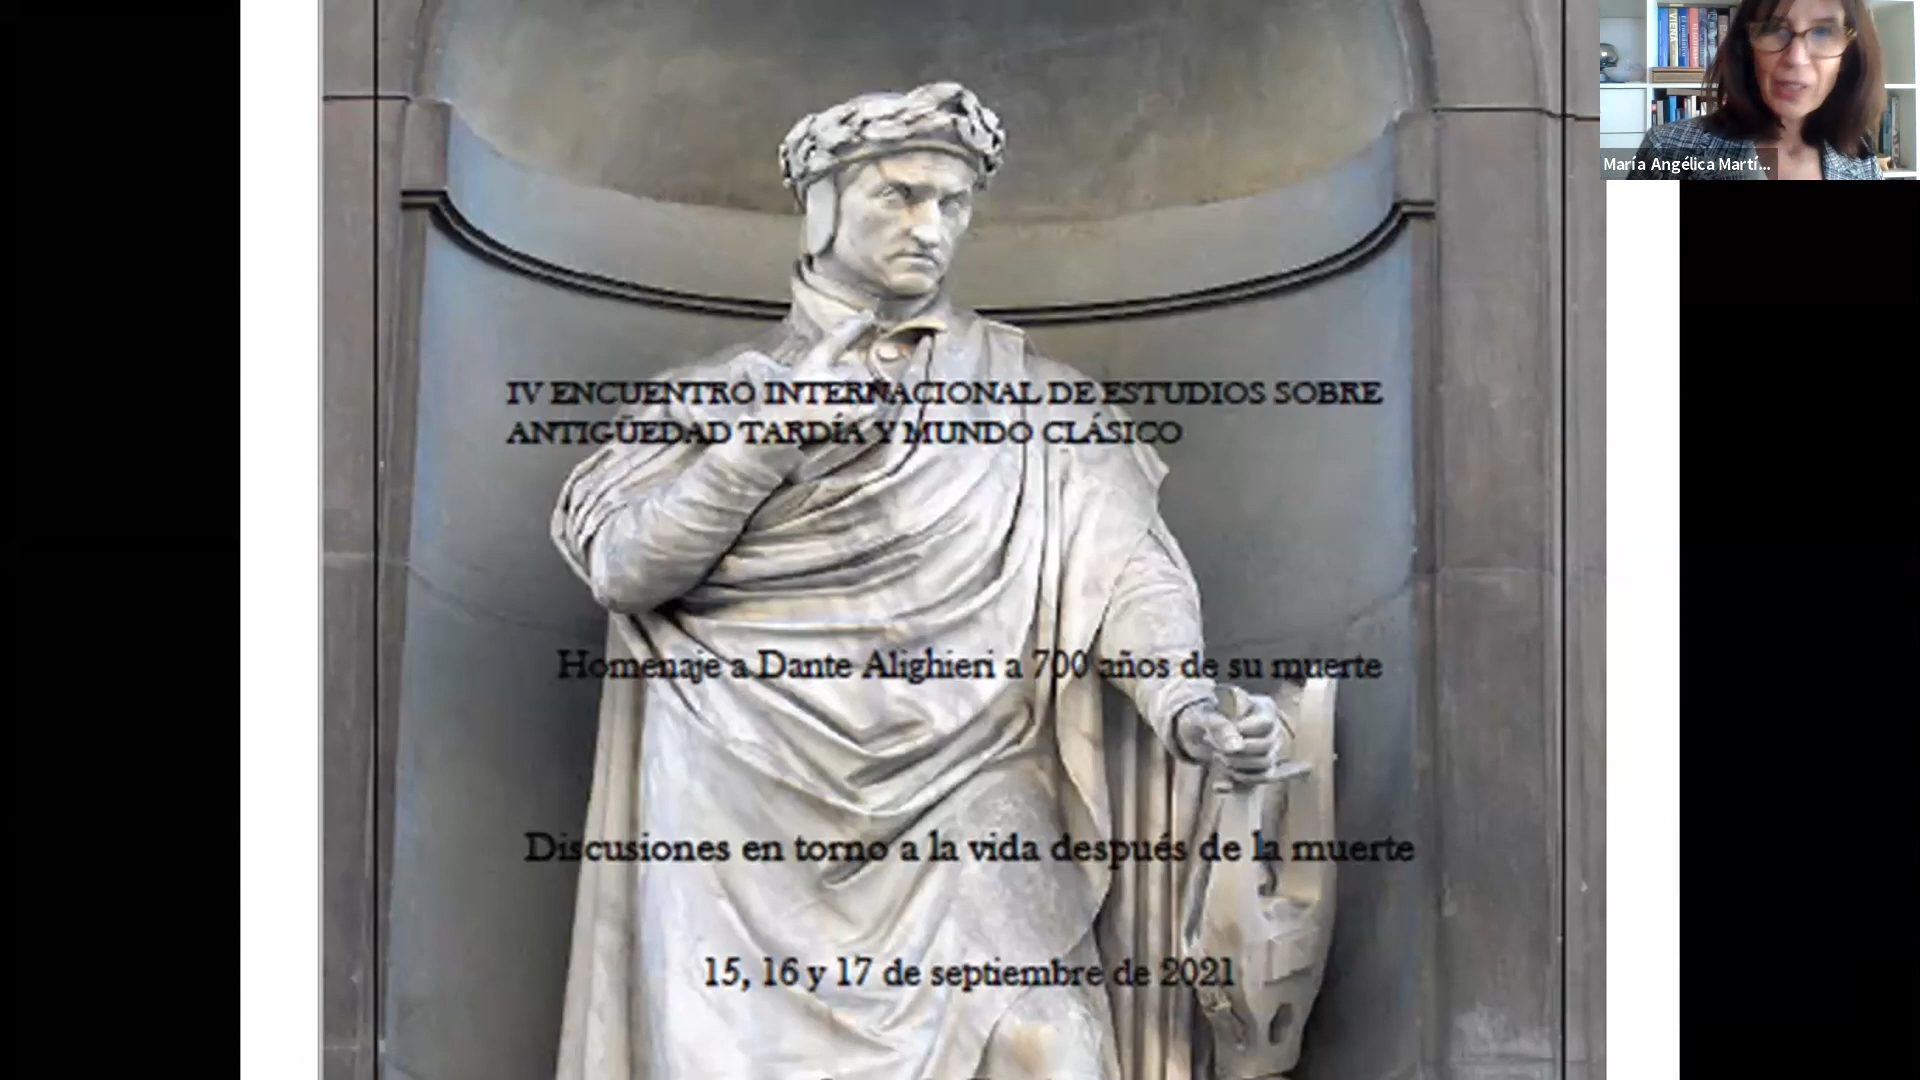 IV ENCUENTRO INTERNACIONAL DE ESTUDIOS SOBRE
ANTIGÜEDAD TARDÍA Y MUNDO CLÁSICO
Homenaje a Dante Alighieri a 700 años de su muerte
Discusiones en torno a la vida después de la muerte
15, 16 y 17 de septiembre de 2021
María Angélica Martí...
VIENA